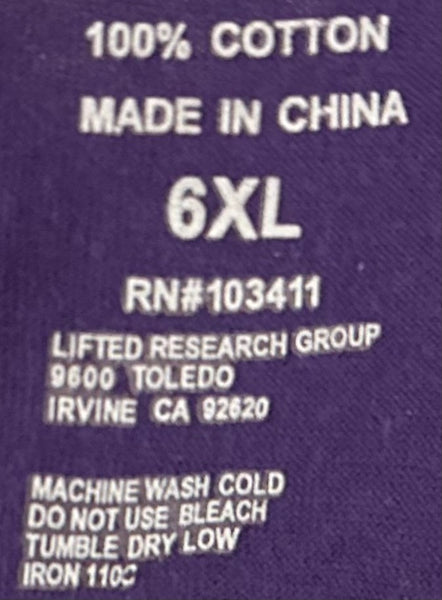 100% COTTON
MADE IN CHINA
6XL
RN#103411
LIFTED RESEARCH GROUP
9600 TOLEDO
IRVINE CA 92620
MACHINE WASH COLD
DO NOT USE BLEACH
TUMBLE DRY LOW
IRON 110C